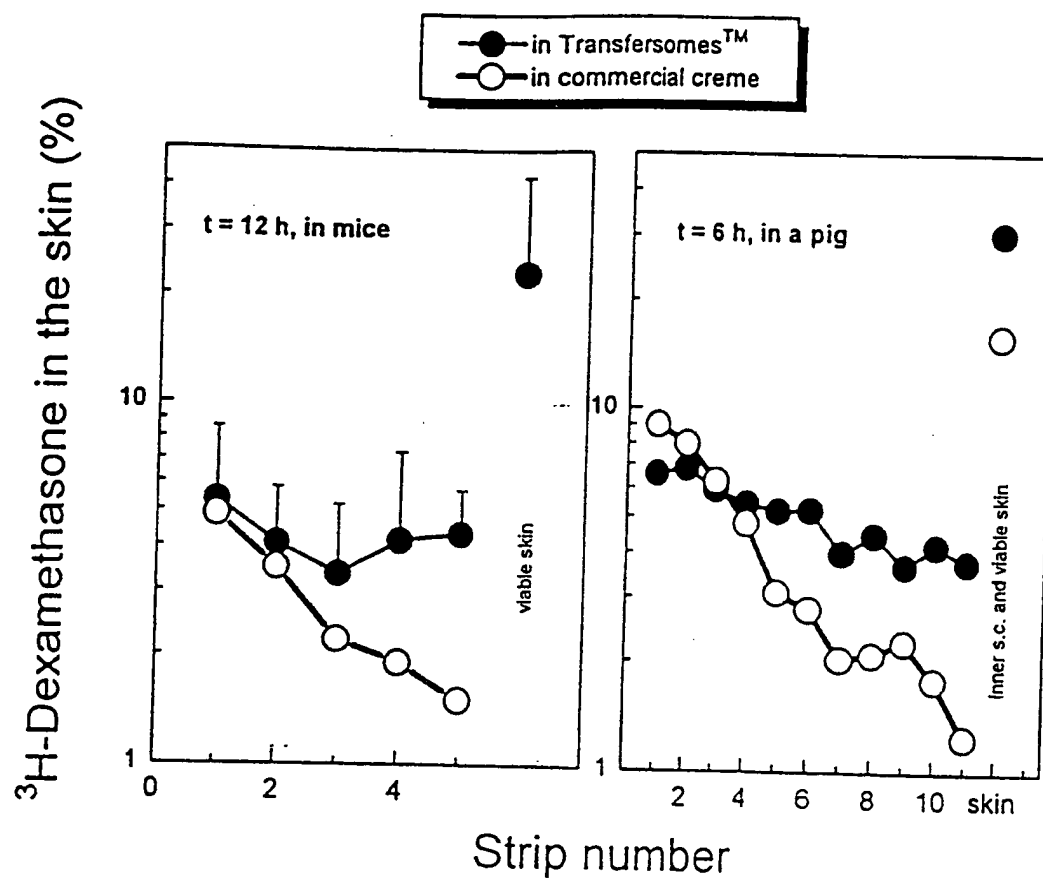 in Transfersomes™
in commercial creme
³H-Dexamethasone in the skin (%)
t = 12 h, in mice
t = 6 h, in a pig
10
1
10
1
viable skin
Inner s.c. and viable skin
0 2 4
2 4 6 8 10 skin
Strip number